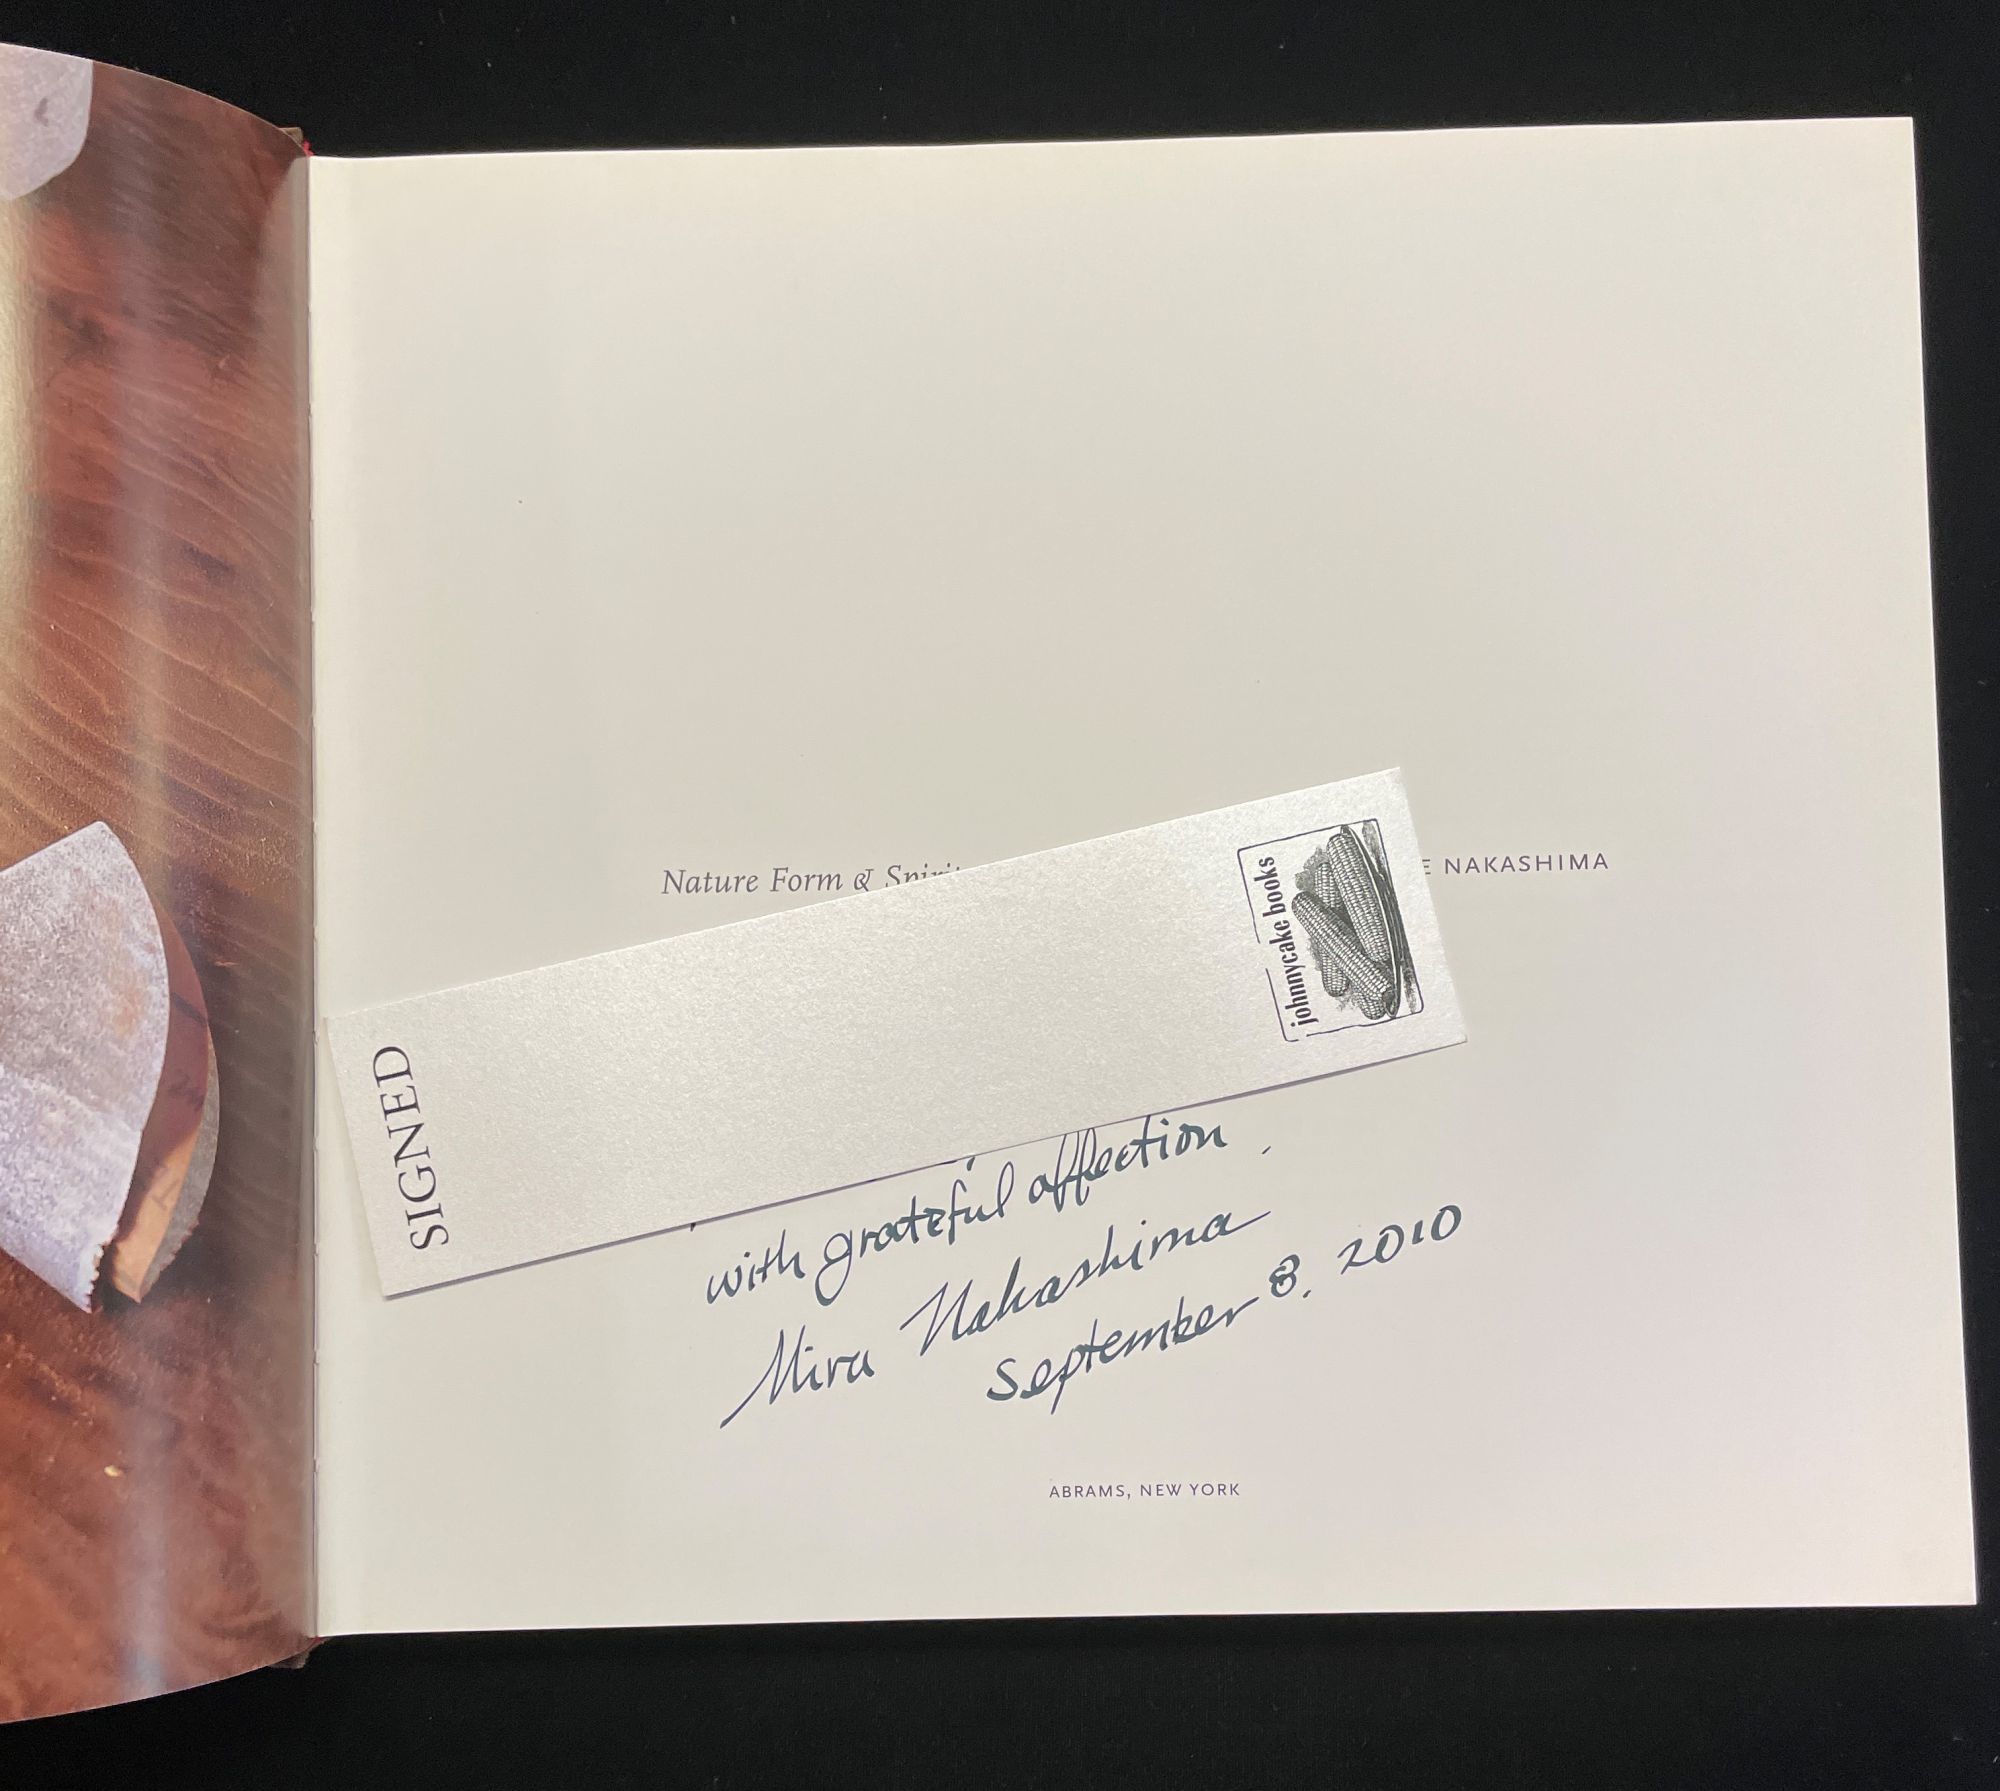 Nature Form & Spirit
E NAKASHIMA
SIGNED
johnnycake books
with grateful affection.
Mira Nakashima
September 8, 2010
ABRAMS, NEW YORK